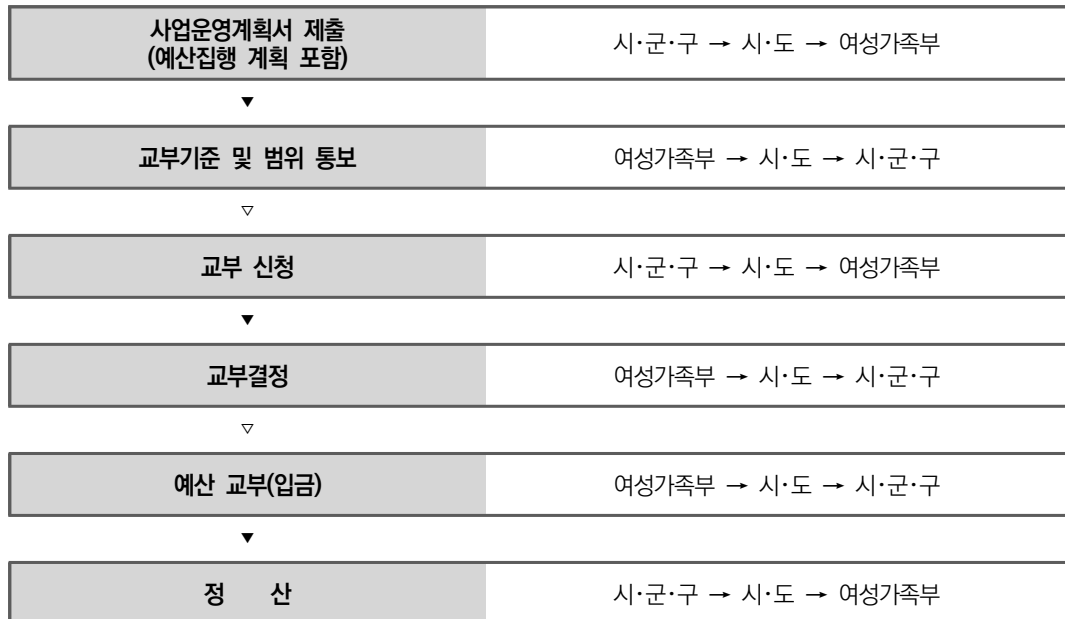 사업운영계획서 제출
(예산집행 계획 포함)
시·군·구 → 시·도 → 여성가족부
▼
교부기준 및 범위 통보
여성가족부 → 시·도 → 시·군·구
▽
교부 신청
시·군·구 → 시·도 → 여성가족부
▼
교부결정
여성가족부 → 시·도 → 시·군·구
▽
예산 교부(입금)
여성가족부 → 시·도 → 시·군·구
▼
정 산
시·군·구 → 시·도 → 여성가족부